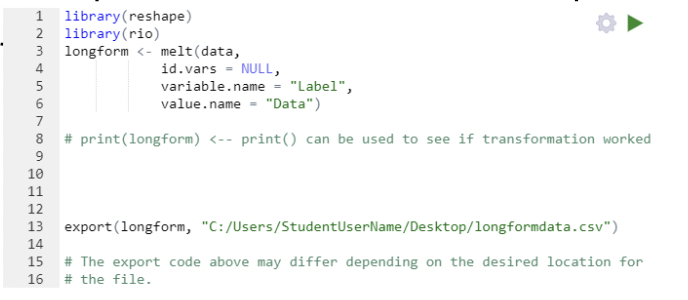 1 library(reshape)
2 library(rio)
3 longform <- melt(data,
4 id.vars = NULL,
5 variable.name = "Label",
6 value.name = "Data")
7
8 # print(longform) <-- print() can be used to see if transformation worked
9
10
11
12
13 export(longform, "C:/Users/StudentUserName/Desktop/longformdata.csv")
14
15 # The export code above may differ depending on the desired location for
16 # the file.